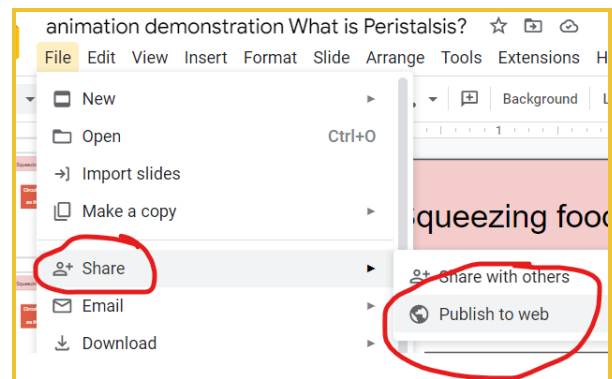 animation demonstration What is Peristalsis?
File Edit View Insert Format Slide Arrange Tools Extensions H
New
Background
Open Ctrl+O
1
Import slides
Make a copy
Squeezing food
Share
Share with others
Email
Publish to web
Download